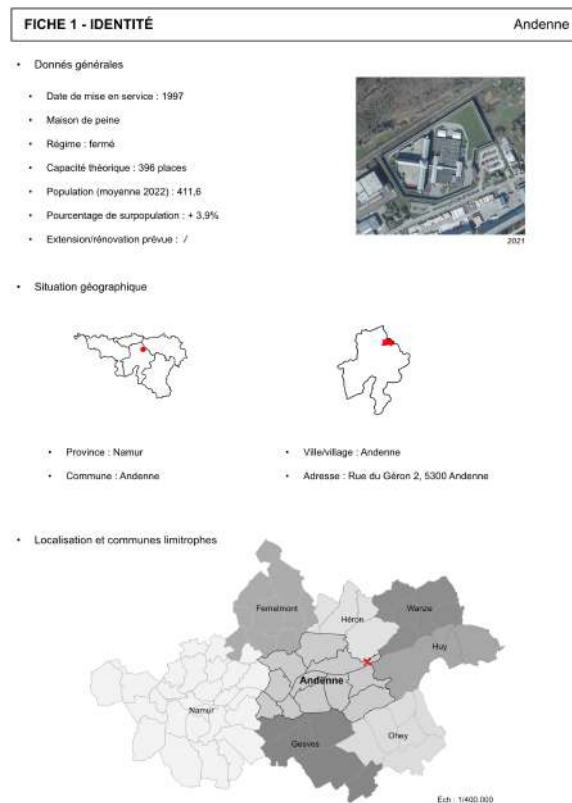 FICHE 1 - IDENTITÉ Andenne
• Donnés générales
• Date de mise en service : 1997
• Maison de peine
• Régime : fermé
• Capacité théorique : 396 places
• Population (moyenne 2022) : 411,6
• Pourcentage de surpopulation : + 3,9%
• Extension/rénovation prévue : /
2021
• Situation géographique
• Province : Namur
• Commune : Andenne
• Ville/village : Andenne
• Adresse : Rue du Géron 2, 5300 Andenne
• Localisation et communes limitrophes
Fernelmont
Héron
Wanze
Huy
Andenne
Namur
Gesves
Ohey
Ech : 1/400.000